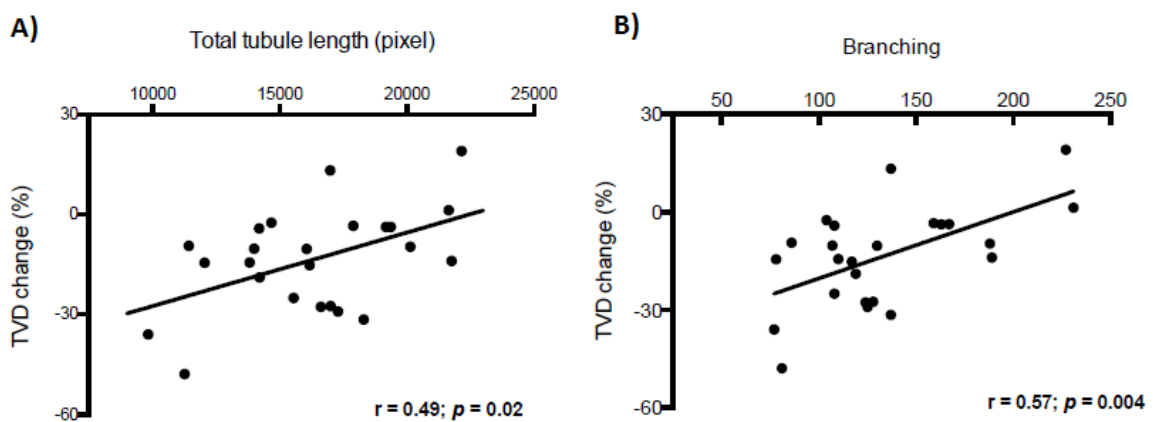 A)
Total tubule length (pixel)
10000 15000 20000 25000
30
0
-30
-60
TVD change (%)
r = 0.49; p = 0.02
B)
Branching
50 100 150 200 250
30
0
-30
-60
TVD change (%)
r = 0.57; p = 0.004